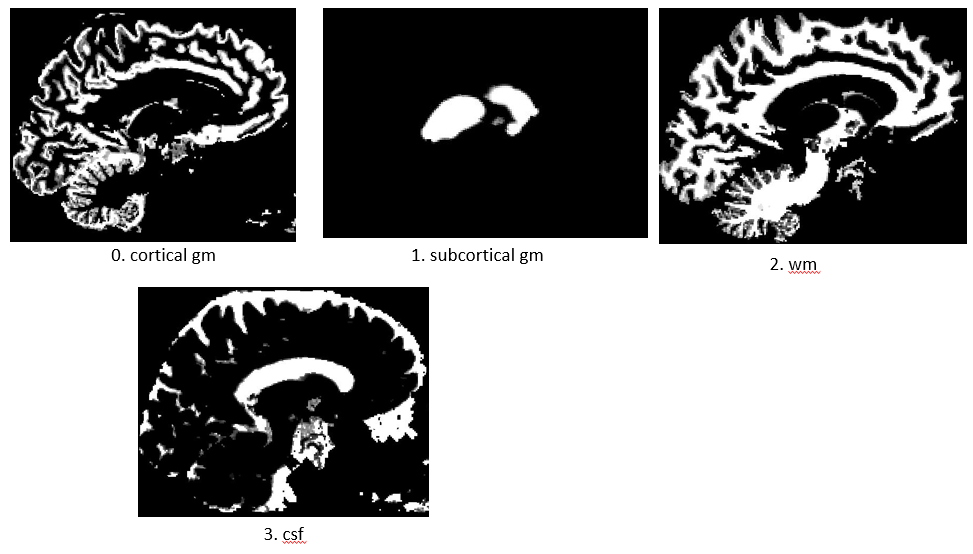 0. cortical gm
1. subcortical gm
2. wm
3. csf